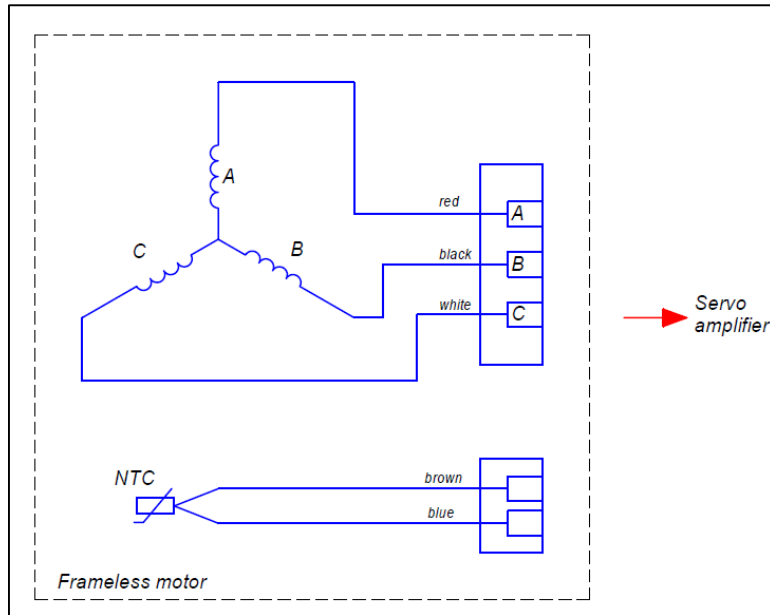 A
red
A
C
B
black
B
white
C
Servo
amplifier
NTC
brown
blue
Frameless motor